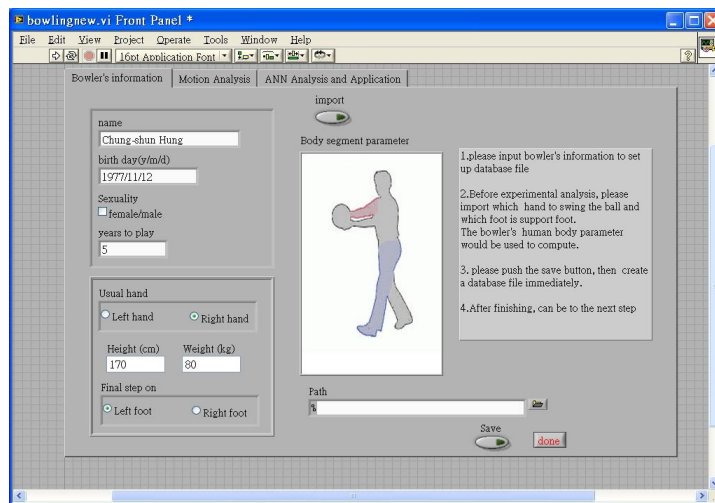 bowlingnew.vi Front Panel *
File Edit View Project Operate Tools Window Help
16pt Application Font
Bowler's information Motion Analysis ANN Analysis and Application
name
Chung-shun Hung
birth day(y/m/d)
1977/11/12
Sexuality
female/male
years to play
5
Usual hand
Left hand Right hand
Height (cm) Weight (kg)
170 80
Final step on
Left foot Right foot
import
Body segment parameter
1.please input bowler's information to set
up database file
2.Before experimental analysis, please
import which hand to swing the ball and
which foot is support foot.
The bowler's human body parameter
would be used to compute.
3. please push the save button, then create
a database file immediately.
4.After finishing, can be to the next step
Path
Save
done